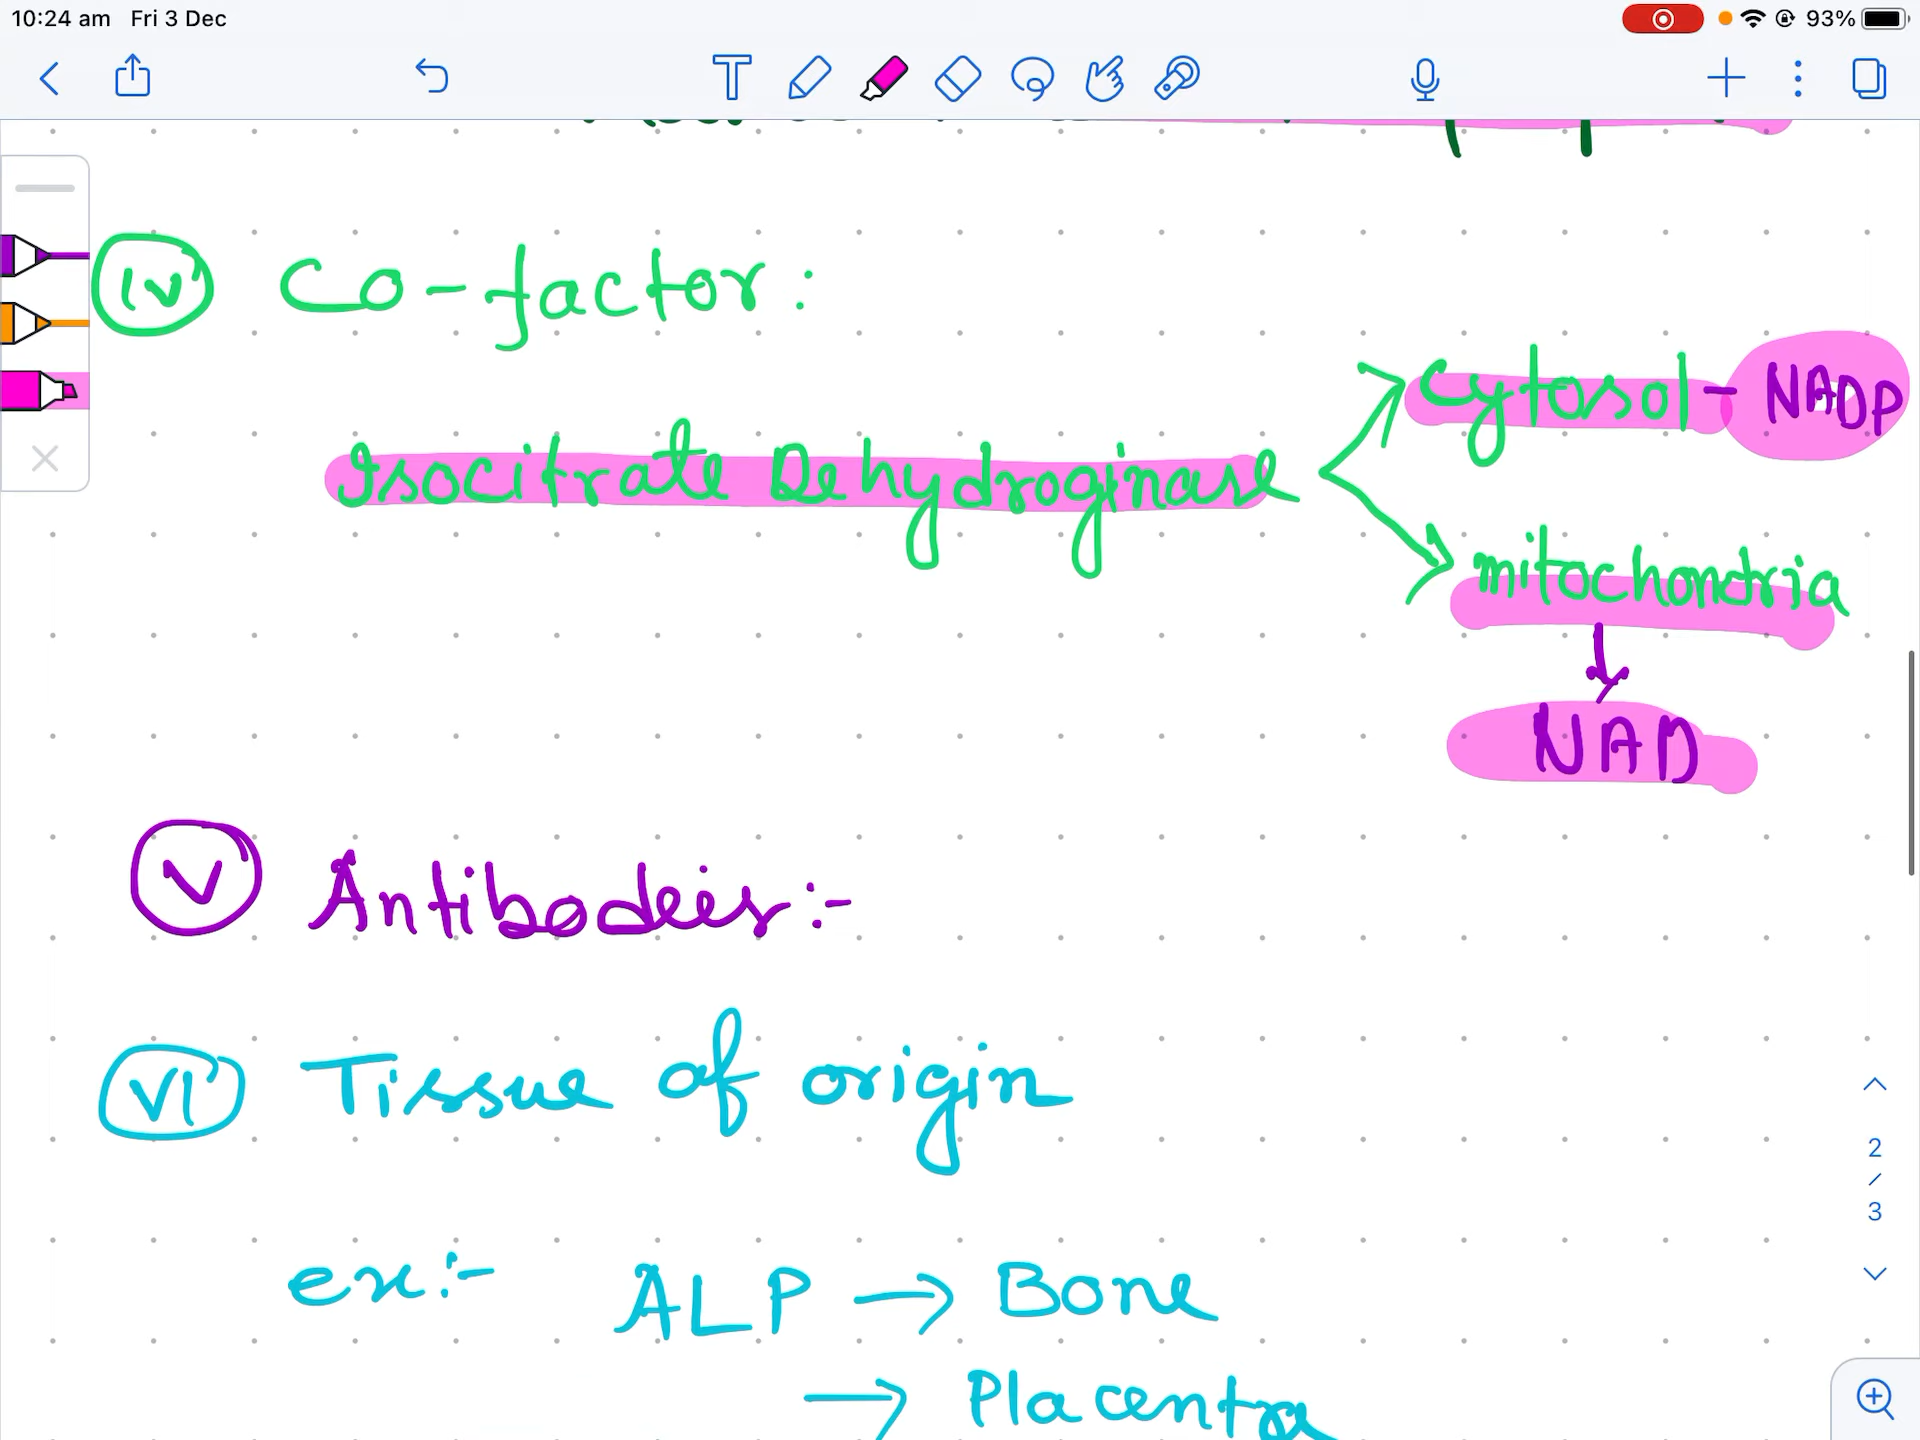 10:24 am Fri 3 Dec 93%
T
(iv) Co-factor:
Cytosol - NADP
Isocitrate Dehydroginase
mitochondria
NAD
(V) Antibodies:-
(VI) Tissue of origin
2
/
3
ex:- ALP → Bone
→ Placenta